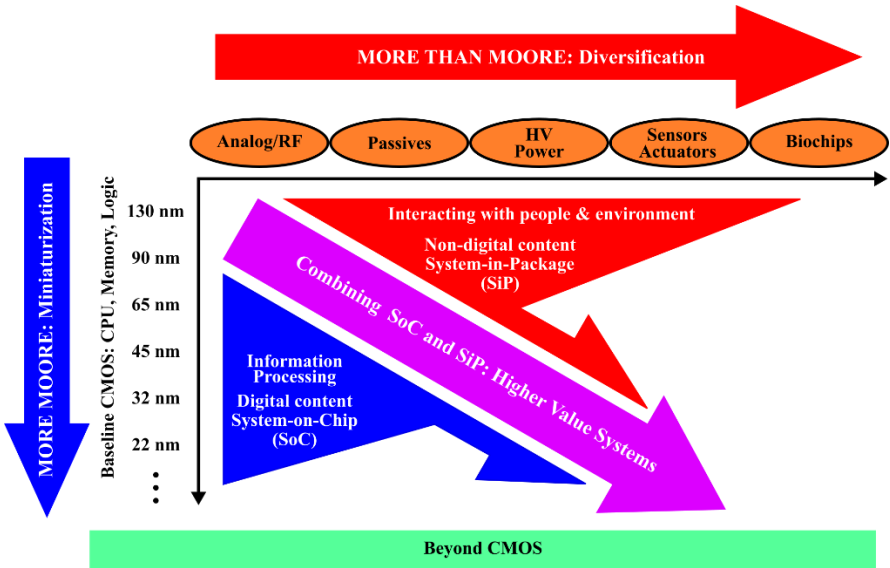 MORE THAN MOORE: Diversification
Analog/RF
Passives
HV
Power
Sensors
Actuators
Biochips
MORE MOORE: Miniaturization
Baseline CMOS: CPU, Memory, Logic
130 nm
90 nm
65 nm
45 nm
32 nm
22 nm
Interacting with people & environment
Non-digital content
System-in-Package
(SiP)
Combining SoC and SiP: Higher Value Systems
Information
Processing
Digital content
System-on-Chip
(SoC)
Beyond CMOS